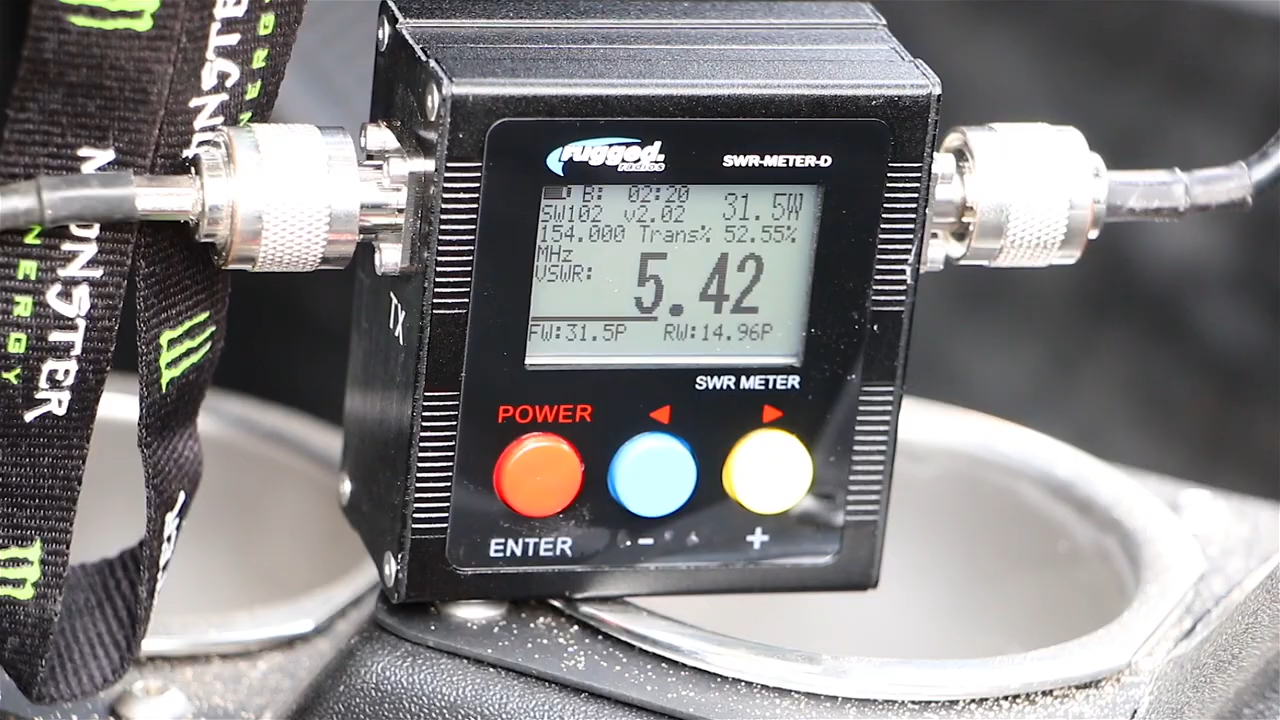 MONSTER
ENERGY
rugged.
radios
SWR-METER-D
B: 02:20
SW102 v2.02
31.5W
154.000 Trans% 52.55%
MHz
VSWR:
5.42
FW:31.5P RW:14.96P
SWR METER
TX
POWER
ENTER
-
+